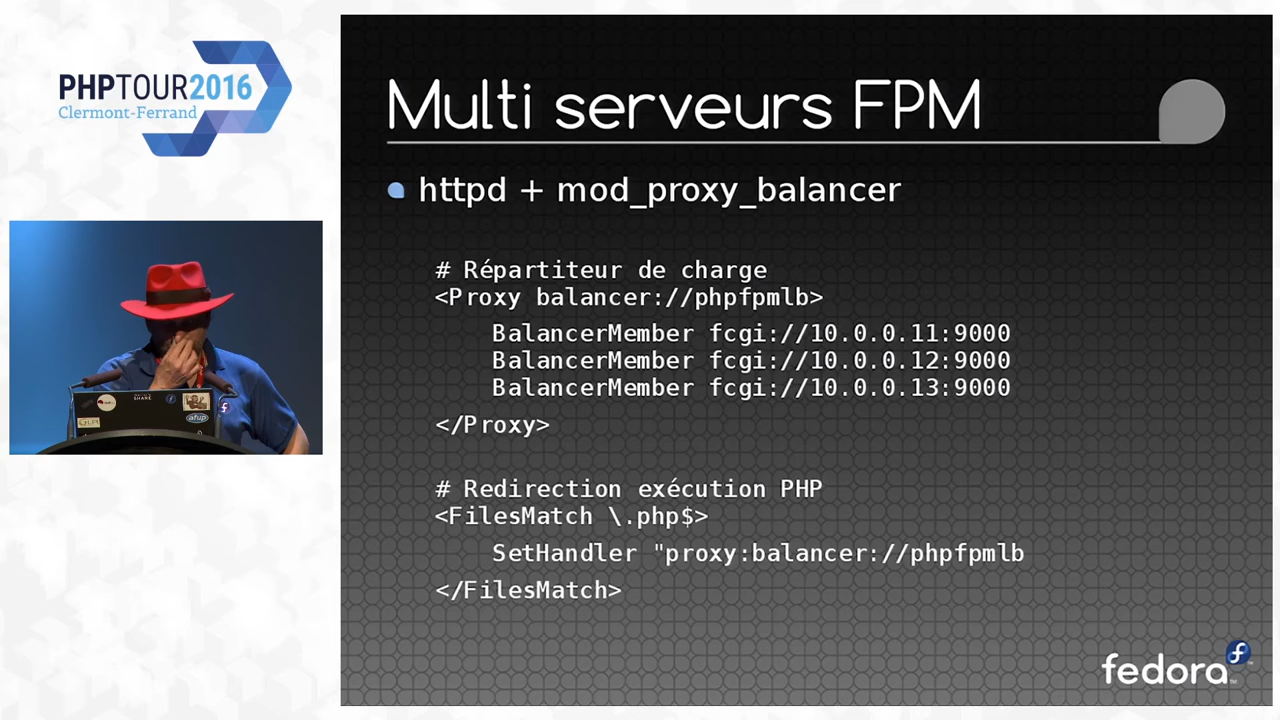 PHPTOUR2016
Clermont-Ferrand
Multi serveurs FPM
httpd + mod_proxy_balancer
# Répartiteur de charge
<Proxy balancer://phpfpmlb>
BalancerMember fcgi://10.0.0.11:9000
BalancerMember fcgi://10.0.0.12:9000
BalancerMember fcgi://10.0.0.13:9000
</Proxy>
# Redirection exécution PHP
<FilesMatch \.php$>
SetHandler "proxy:balancer://phpfpmlb
</FilesMatch>
afup
fedora